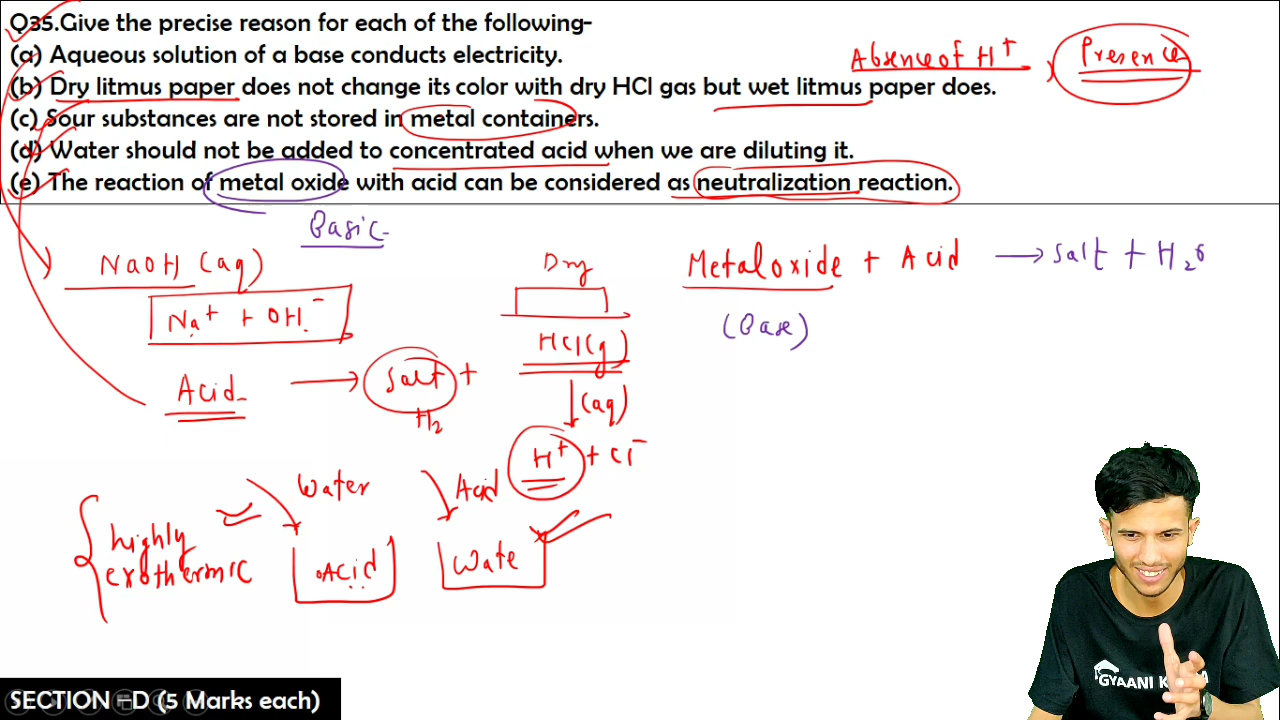 Q35.Give the precise reason for each of the following-
(a) Aqueous solution of a base conducts electricity.
(b) Dry litmus paper does not change its color with dry HCl gas but wet litmus paper does.
(c) Sour substances are not stored in metal containers.
(d) Water should not be added to concentrated acid when we are diluting it.
(e) The reaction of metal oxide with acid can be considered as neutralization reaction.
Absence of H+, Presence
Basic
NaOH (aq)
Na+ + OH-
Acid → Salt +
H2
Dry
HCl(g)
(aq)
H+ + Cl-
Metal oxide + Acid → Salt + H2O
(Base)
highly
exothermic
Water
Acid
Acid
Wate
GYAANI K
SECTION -D (5 Marks each)